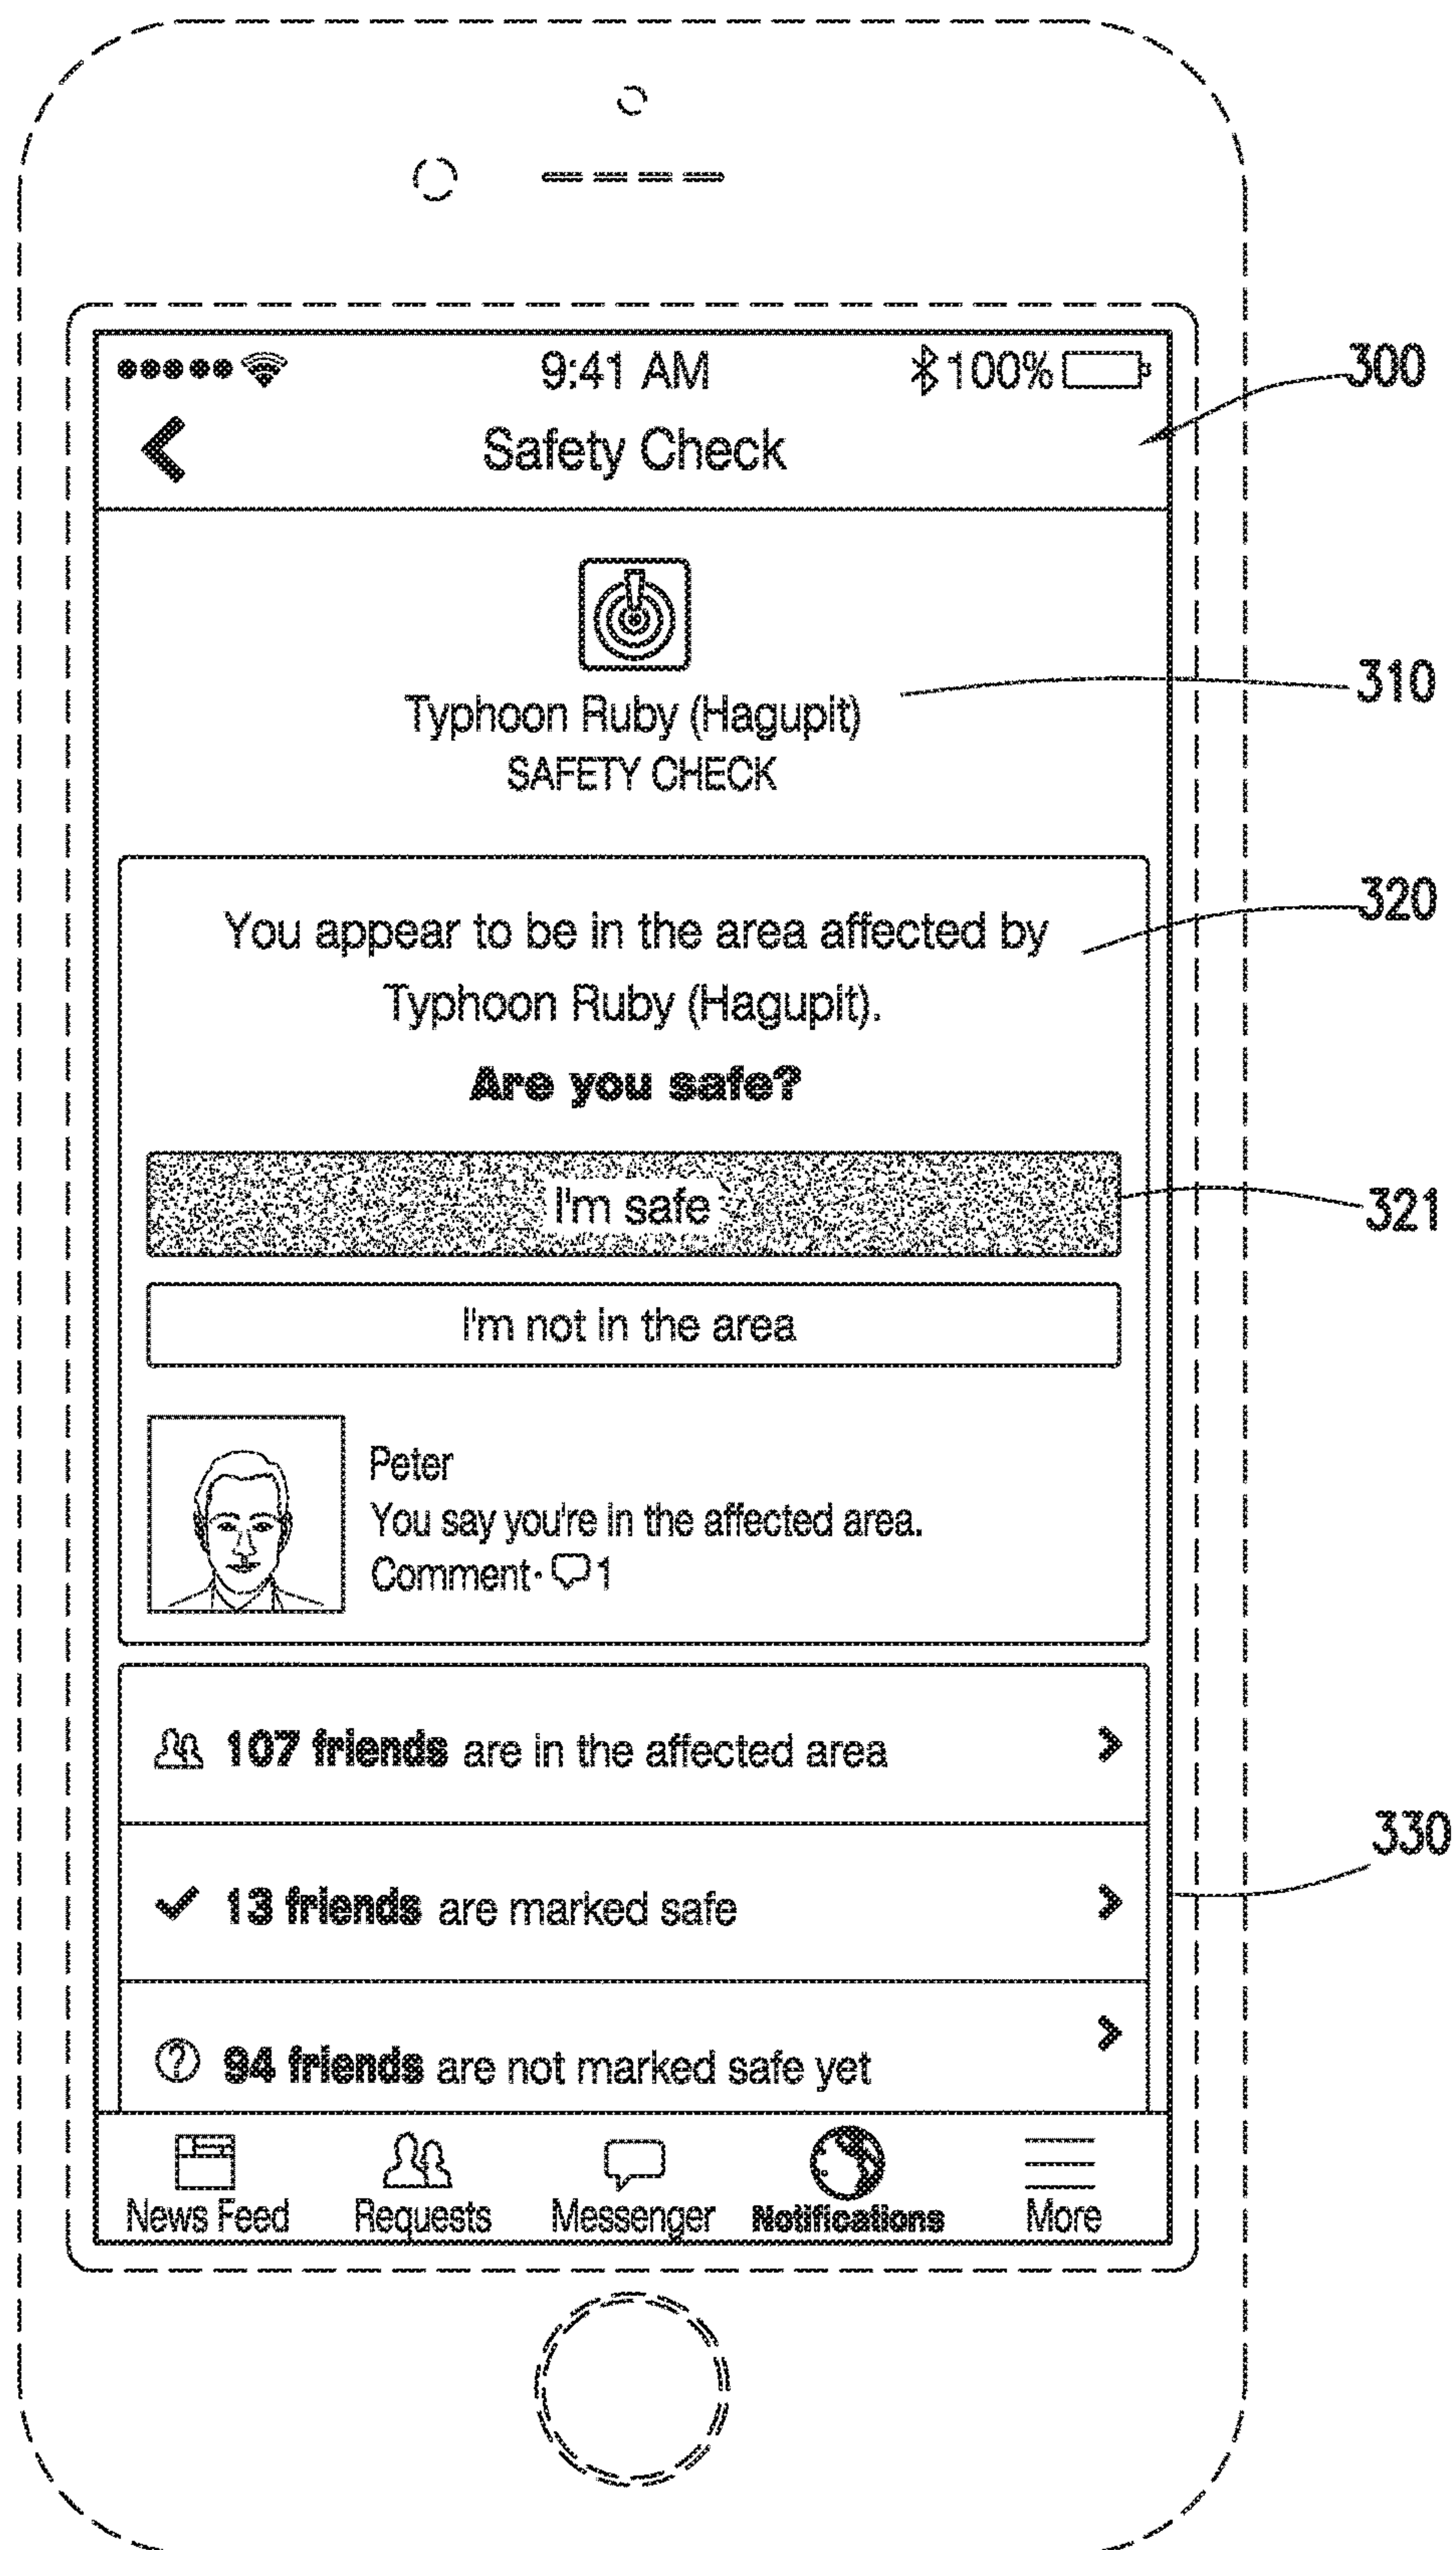 9:41 AM 100%
300
Safety Check
310
Typhoon Ruby (Hagupit)
SAFETY CHECK
320
You appear to be in the area affected by
Typhoon Ruby (Hagupit).
Are you safe?
I'm safe
321
I'm not in the area
Peter
You say you're in the affected area.
Comment· 1
107 friends are in the affected area
330
13 friends are marked safe
94 friends are not marked safe yet
News Feed Requests Messenger Notifications More